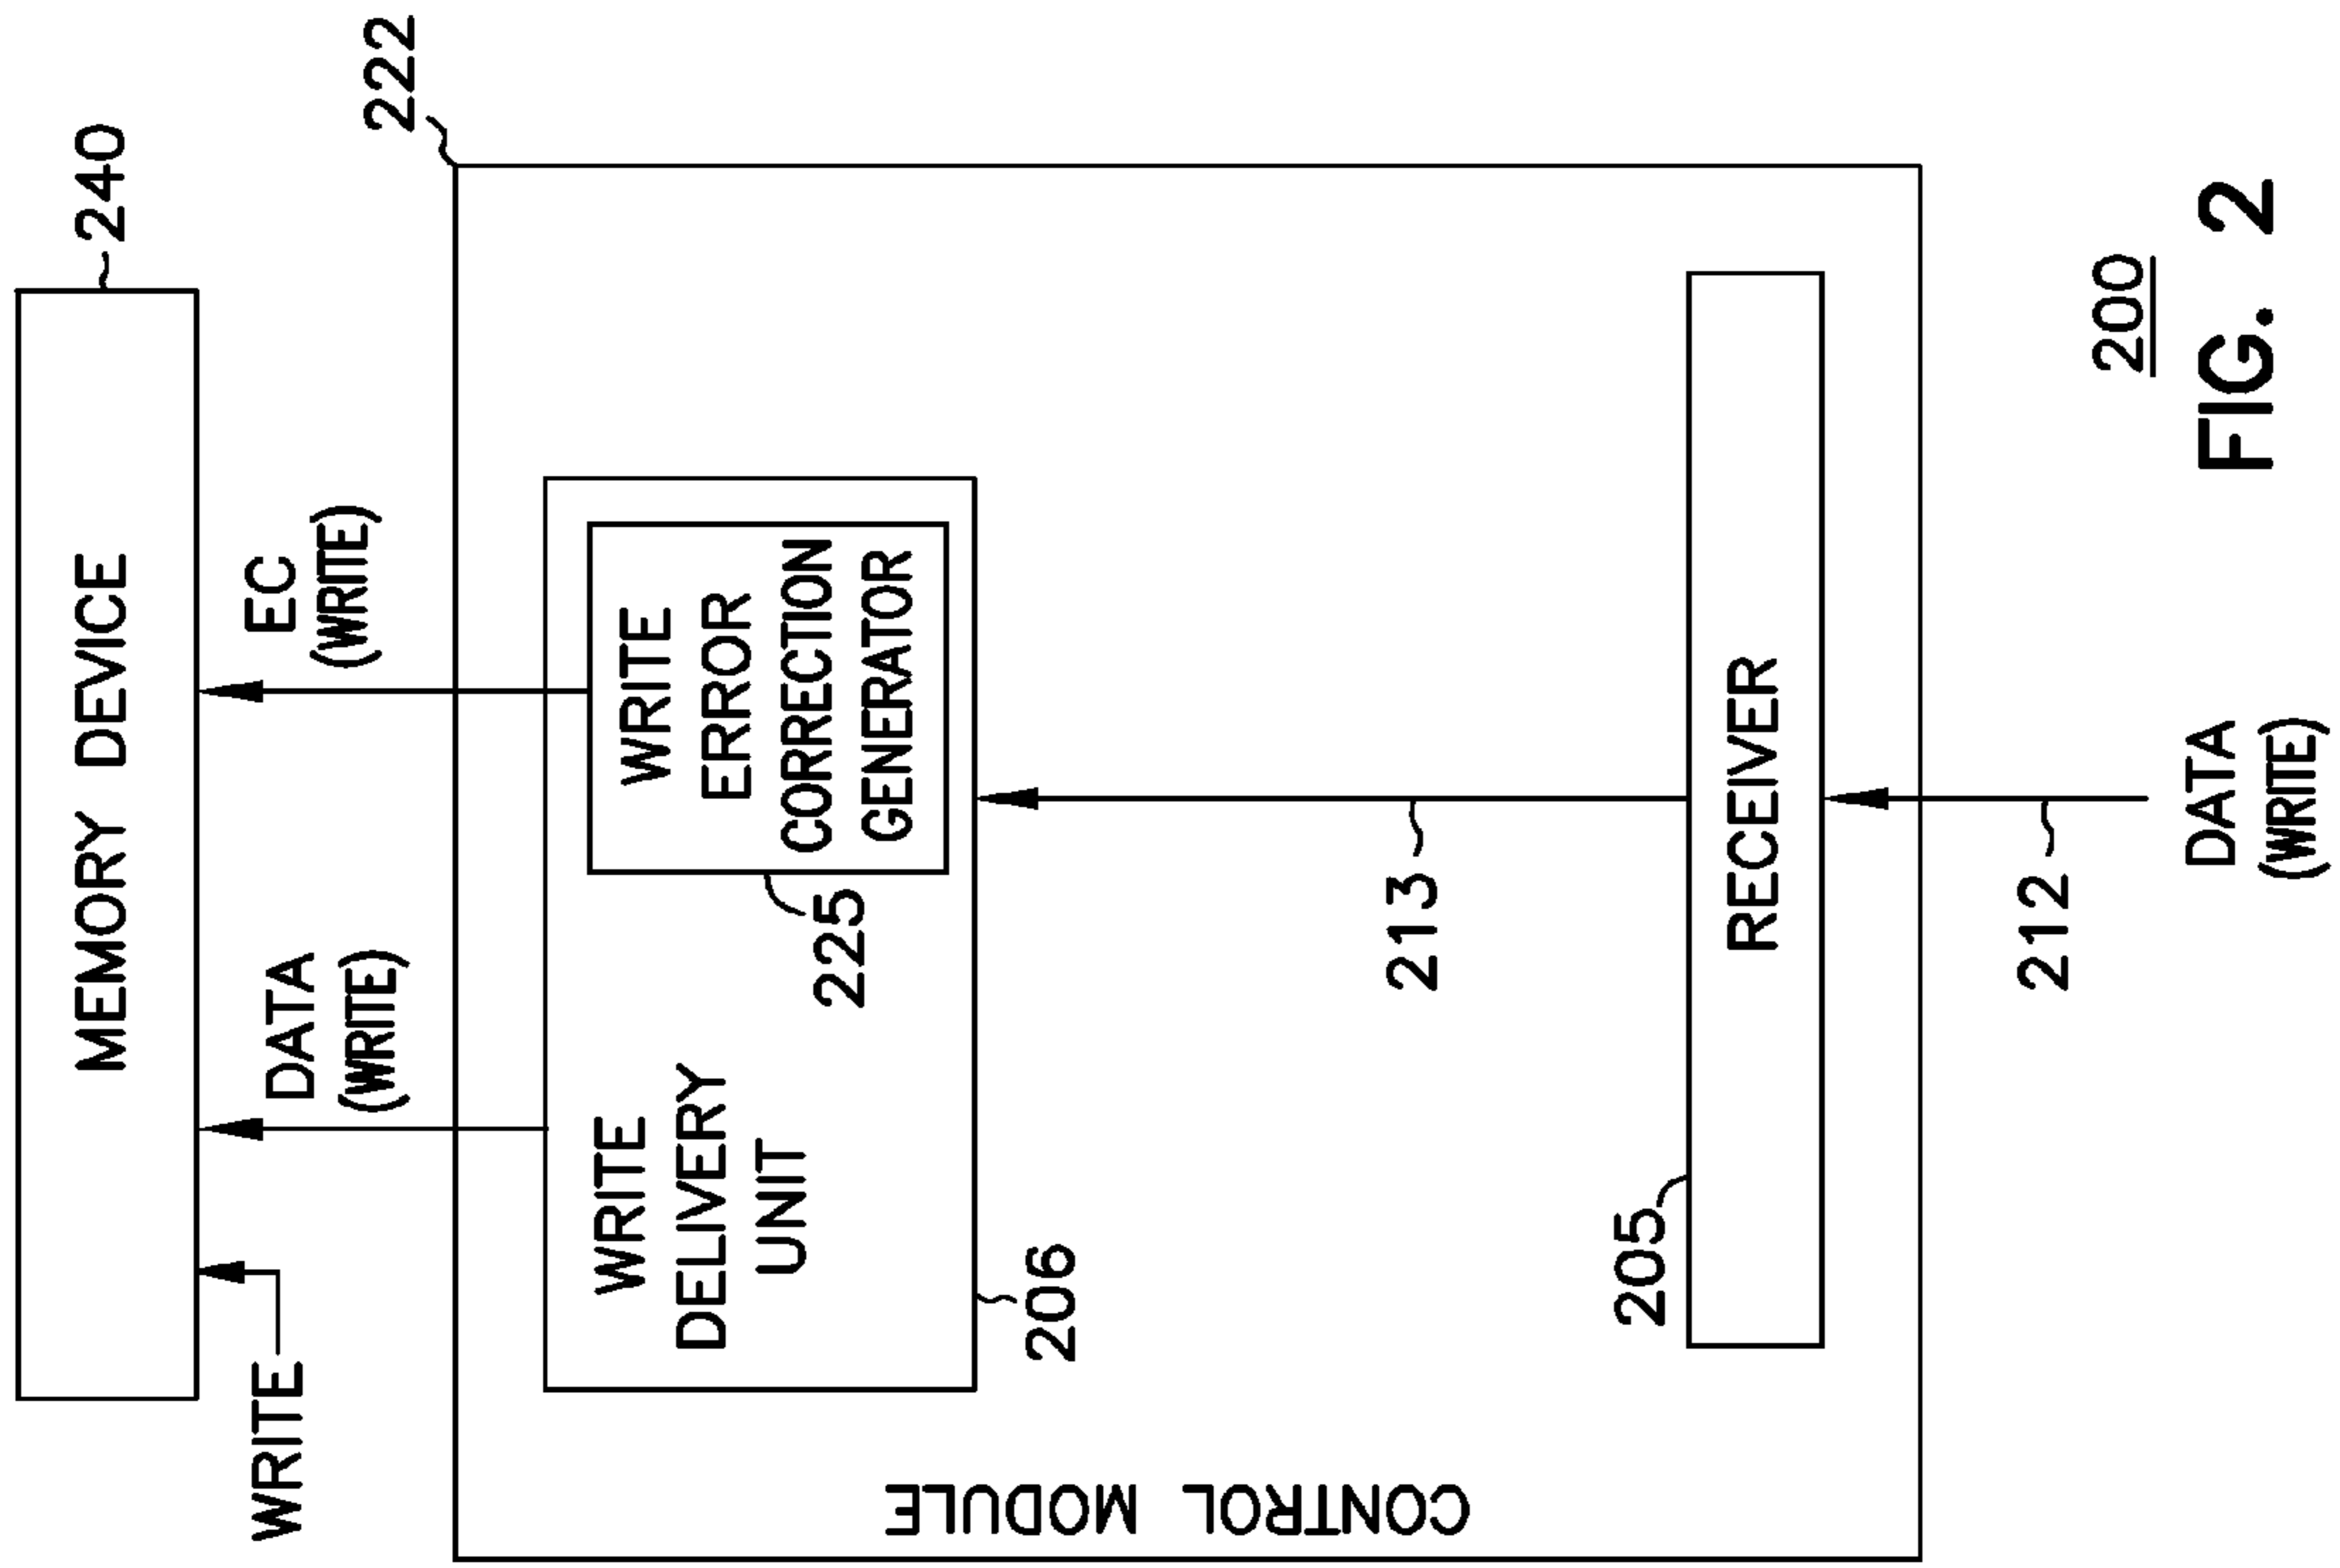 MEMORY DEVICE
240
WRITE
DATA
(WRITE)
EC
(WRITE)
222
CONTROL MODULE
WRITE
DELIVERY
UNIT
206
WRITE
ERROR
CORRECTION
GENERATOR
225
213
205
RECEIVER
212
DATA
(WRITE)
200
FIG. 2